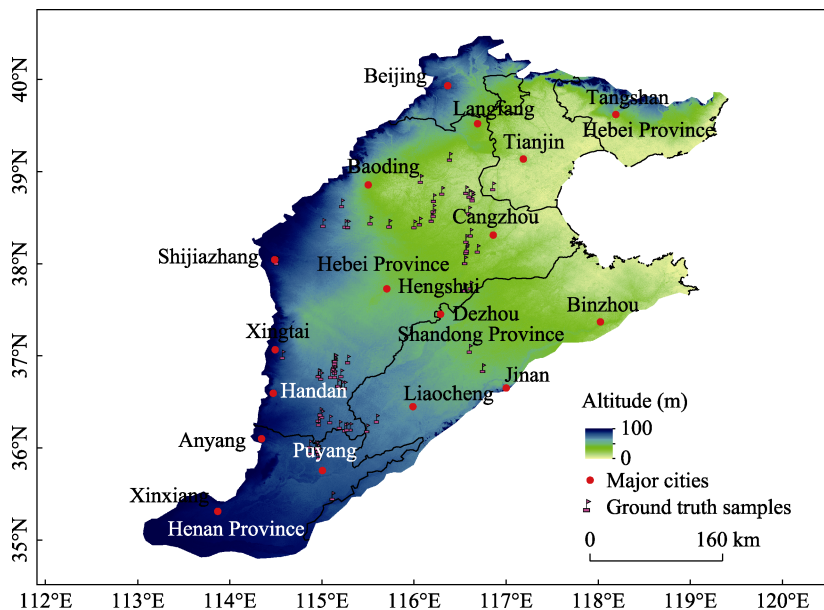 40°N
39°N
38°N
37°N
36°N
35°N
Beijing
Tangshan
Langfang
Hebei Province
Tianjin
Baoding
Cangzhou
Shijiazhang
Hebei Province
Hengshui
Binzhou
Dezhou
Xingtai
Shandong Province
Jinan
Handan
Liaocheng
Anyang
Puyang
Xinxiang
Henan Province
Altitude (m)
100
0
Major cities
Ground truth samples
0 160 km
112°E 113°E 114°E 115°E 116°E 117°E 118°E 119°E 120°E